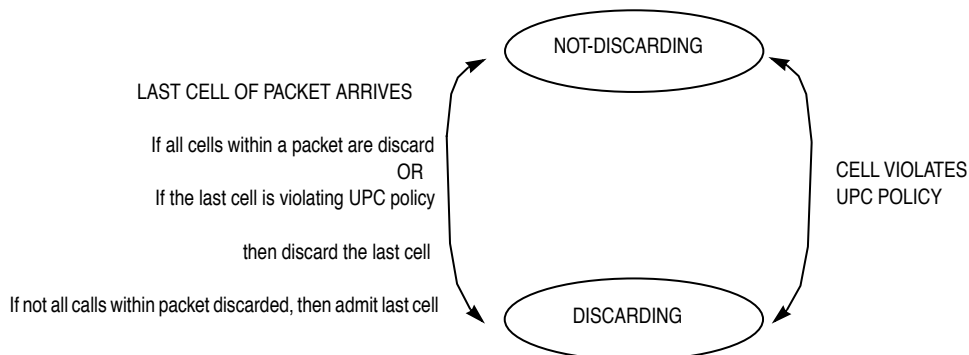 NOT-DISCARDING
LAST CELL OF PACKET ARRIVES
If all cells within a packet are discard
OR
If the last cell is violating UPC policy
then discard the last cell
If not all calls within packet discarded, then admit last cell
CELL VIOLATES
UPC POLICY
DISCARDING